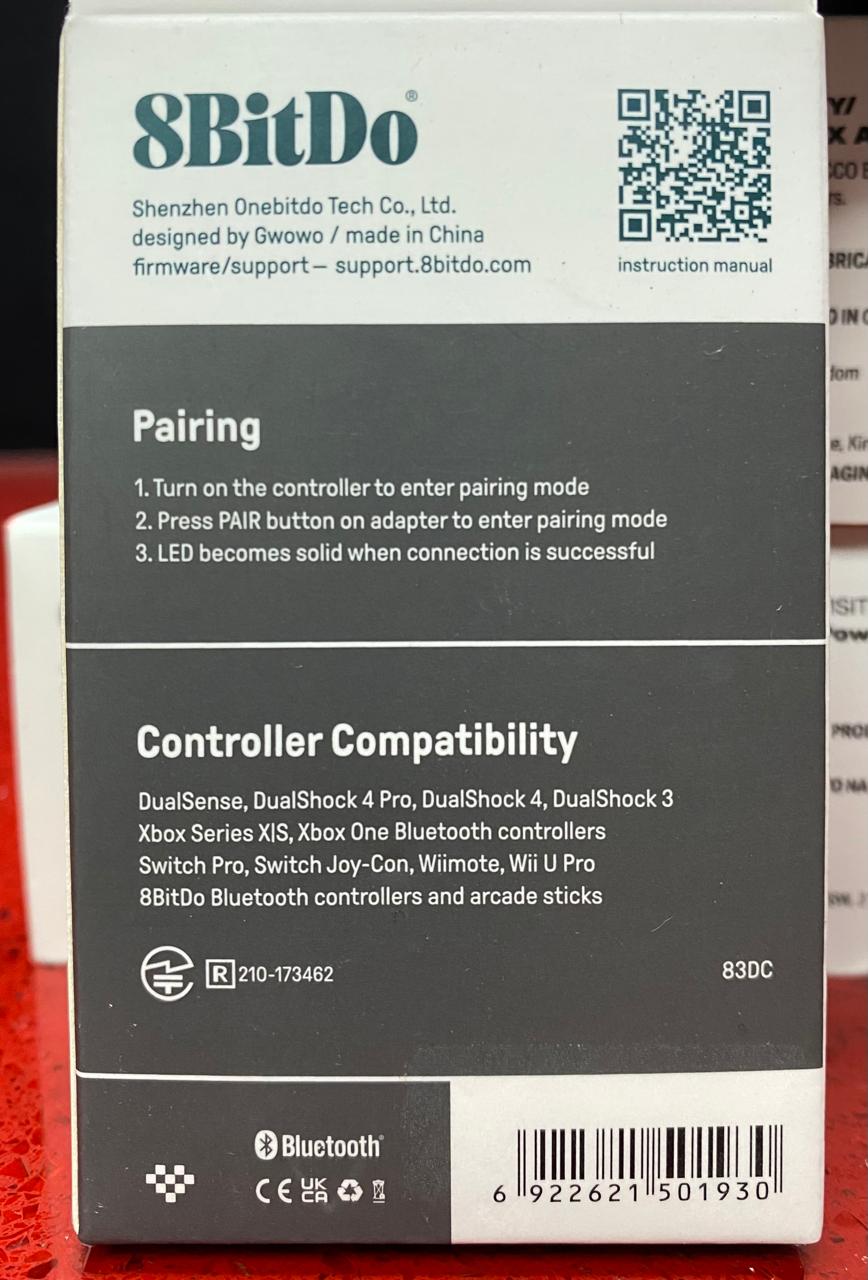 8BitDo®
Shenzhen Onebitdo Tech Co., Ltd.
designed by Gwowo / made in China
firmware/support— support.8bitdo.com
instruction manual
Pairing
1. Turn on the controller to enter pairing mode
2. Press PAIR button on adapter to enter pairing mode
3. LED becomes solid when connection is successful
Controller Compatibility
DualSense, DualShock 4 Pro, DualShock 4, DualShock 3
Xbox Series X|S, Xbox One Bluetooth controllers
Switch Pro, Switch Joy-Con, Wiimote, Wii U Pro
8BitDo Bluetooth controllers and arcade sticks
R 210-173462
83DC
Bluetooth®
CE UK CA
6 922621 501930